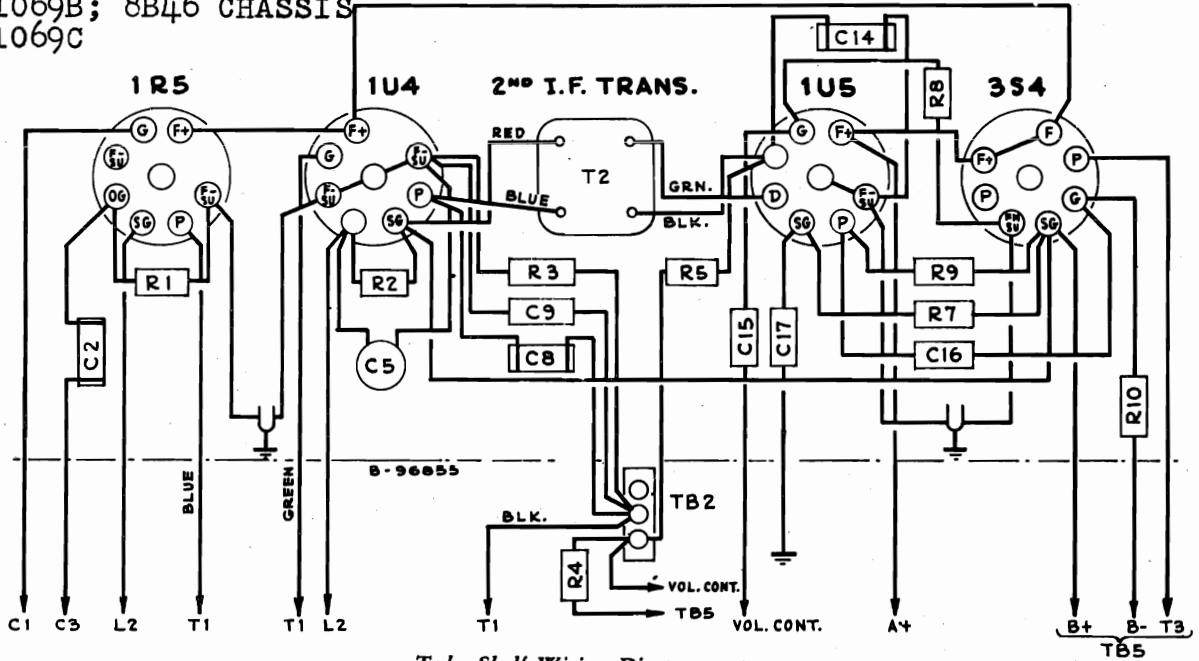 1069B; 8B46 CHASSIS
1069C
1R5
1U4
2ND I.F. TRANS.
1U5
3S4
C14
R8
G
F+
F-
SU
OG
F-
SU
SG
P
F+
G
F-
SU
F-
SU
P
SG
RED
BLUE
T2
GRN.
BLK.
G
F+
D
F-
SU
SG
P
F
F+
P
P
G
SG
R1
R2
R3
R5
R9
C9
R7
C2
C5
C8
C15
C17
C16
R10
B-96855
BLUE
GREEN
BLK.
TB2
R4
VOL. CONT.
TB5
C1
C3
L2
T1
T1
L2
T1
VOL. CONT.
A+
B+
B-
T3
TB5